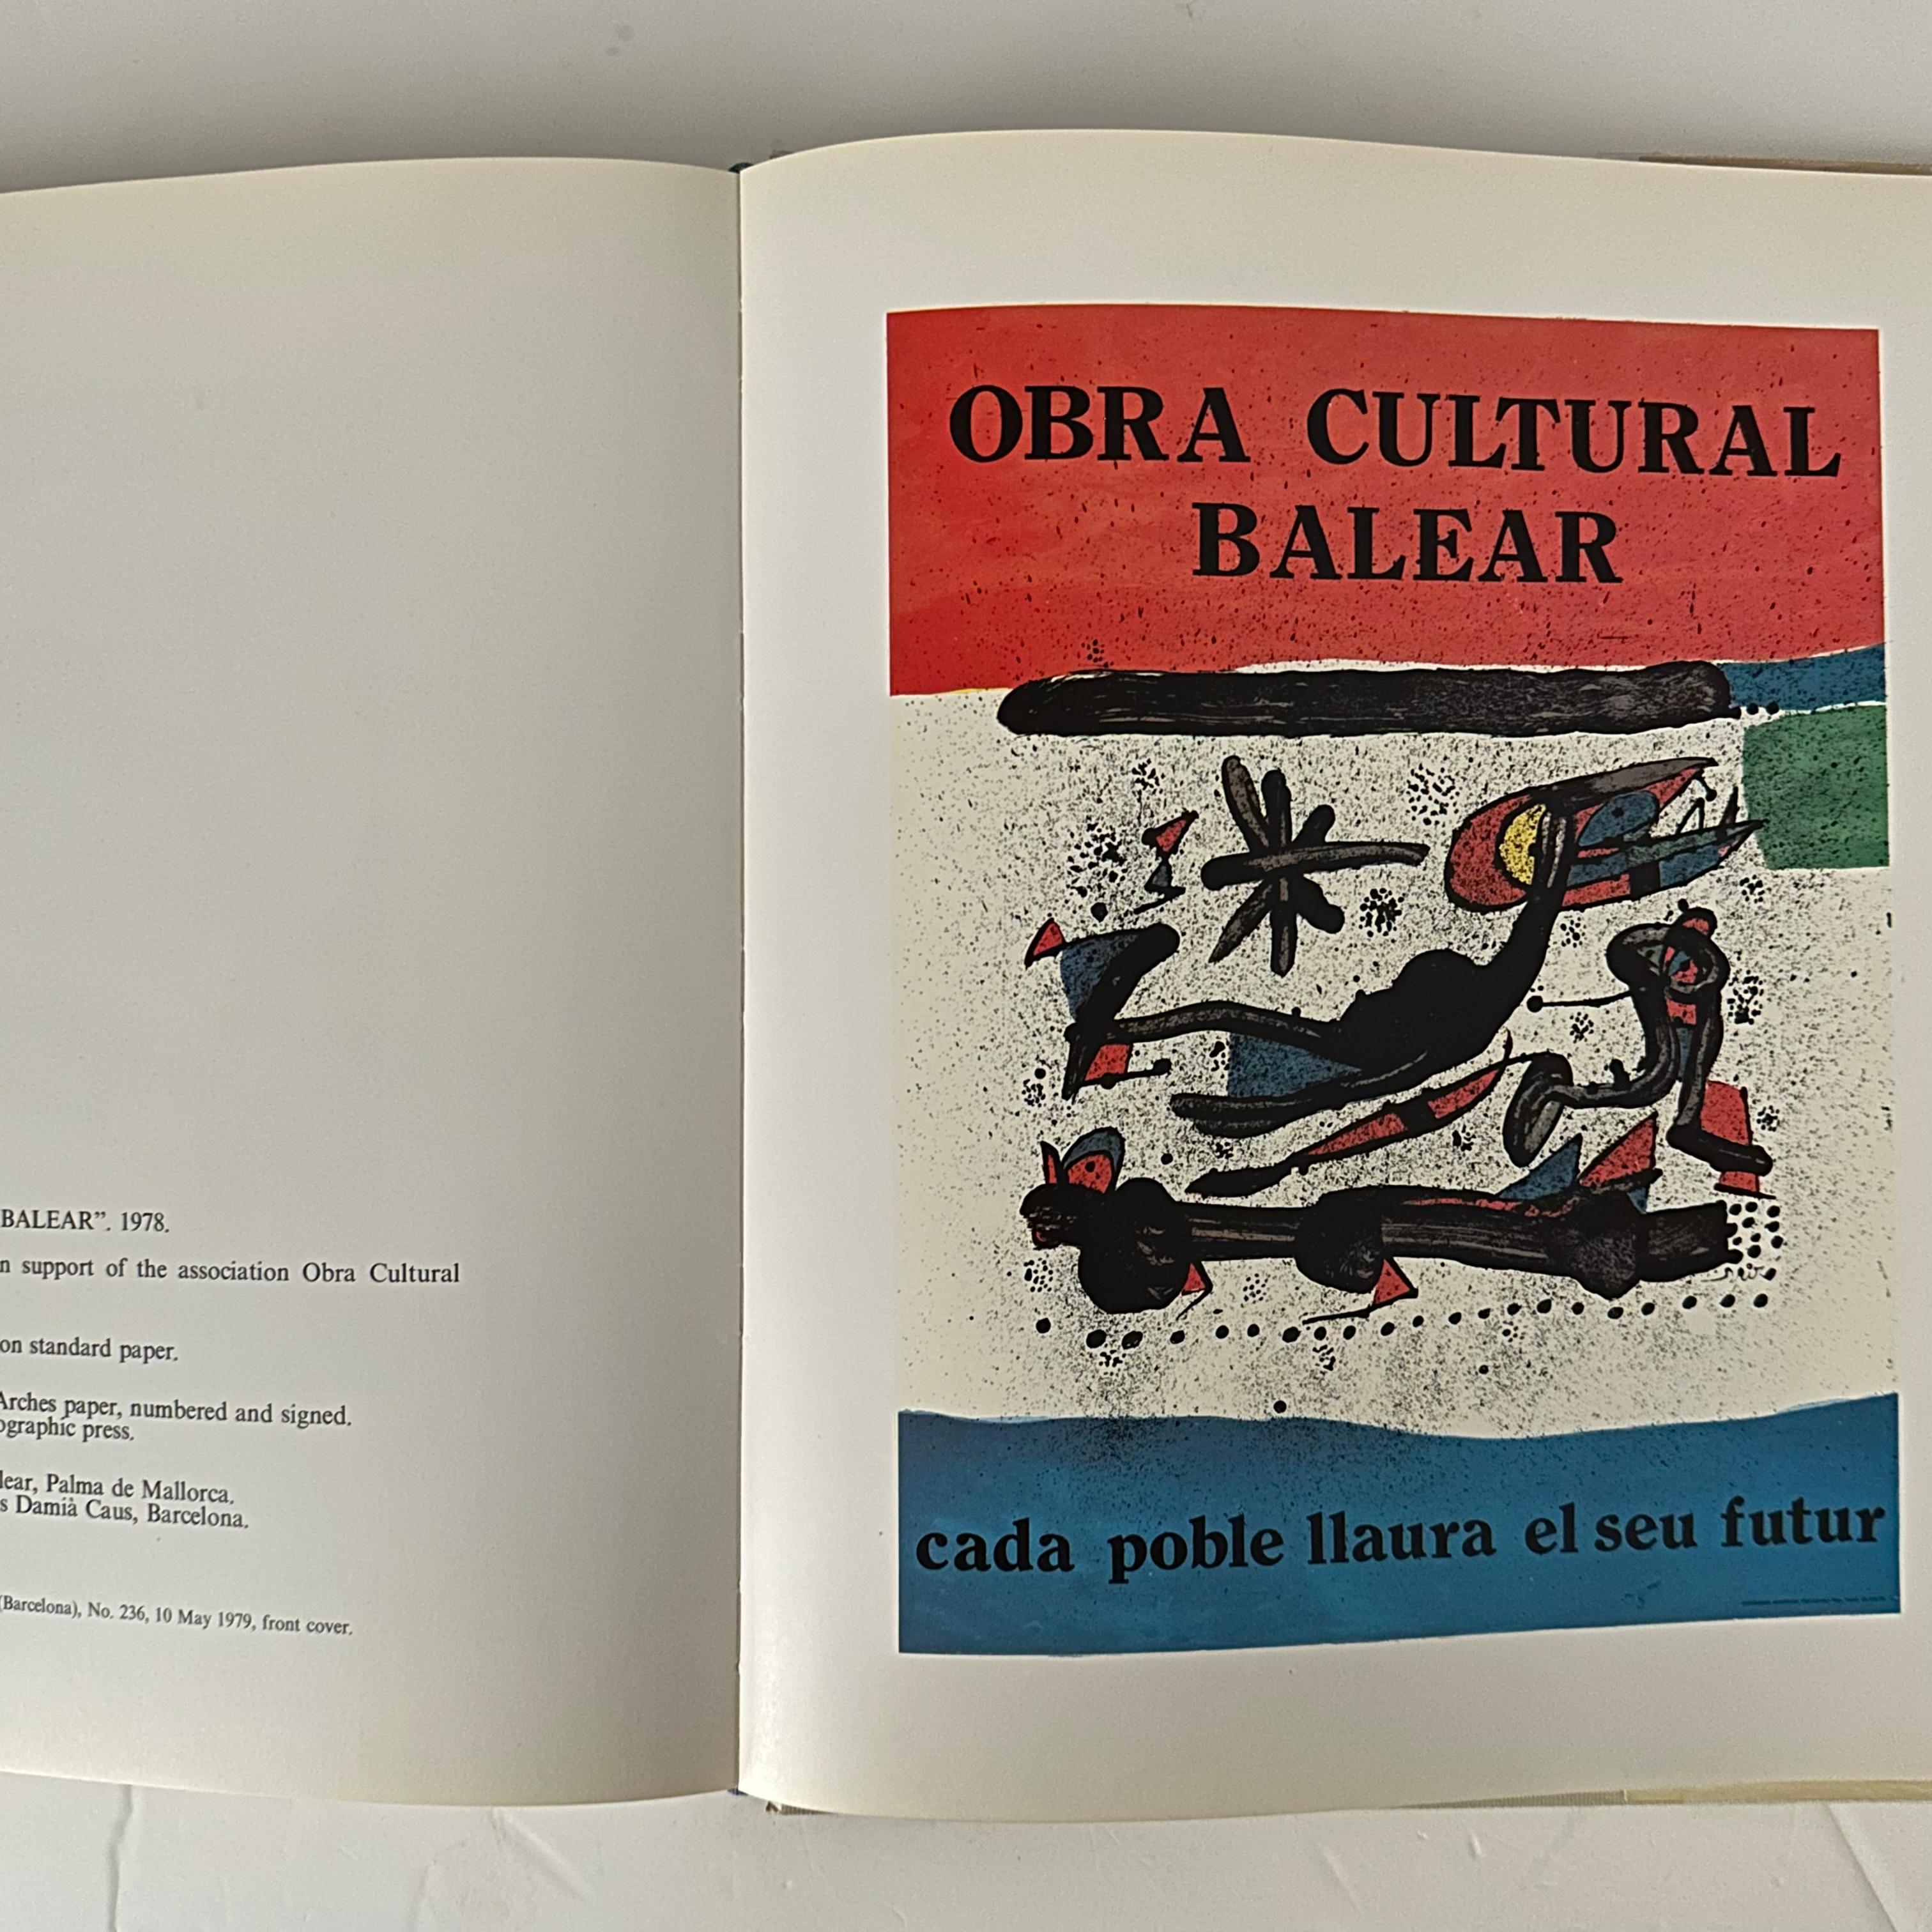 BALEAR”. 1978.
n support of the association Obra Cultural
on standard paper.
Arches paper, numbered and signed.
ographic press.
lear, Palma de Mallorca.
s Damià Caus, Barcelona.
(Barcelona), No. 236, 10 May 1979, front cover.
OBRA CULTURAL
BALEAR
cada poble llaura el seu futur